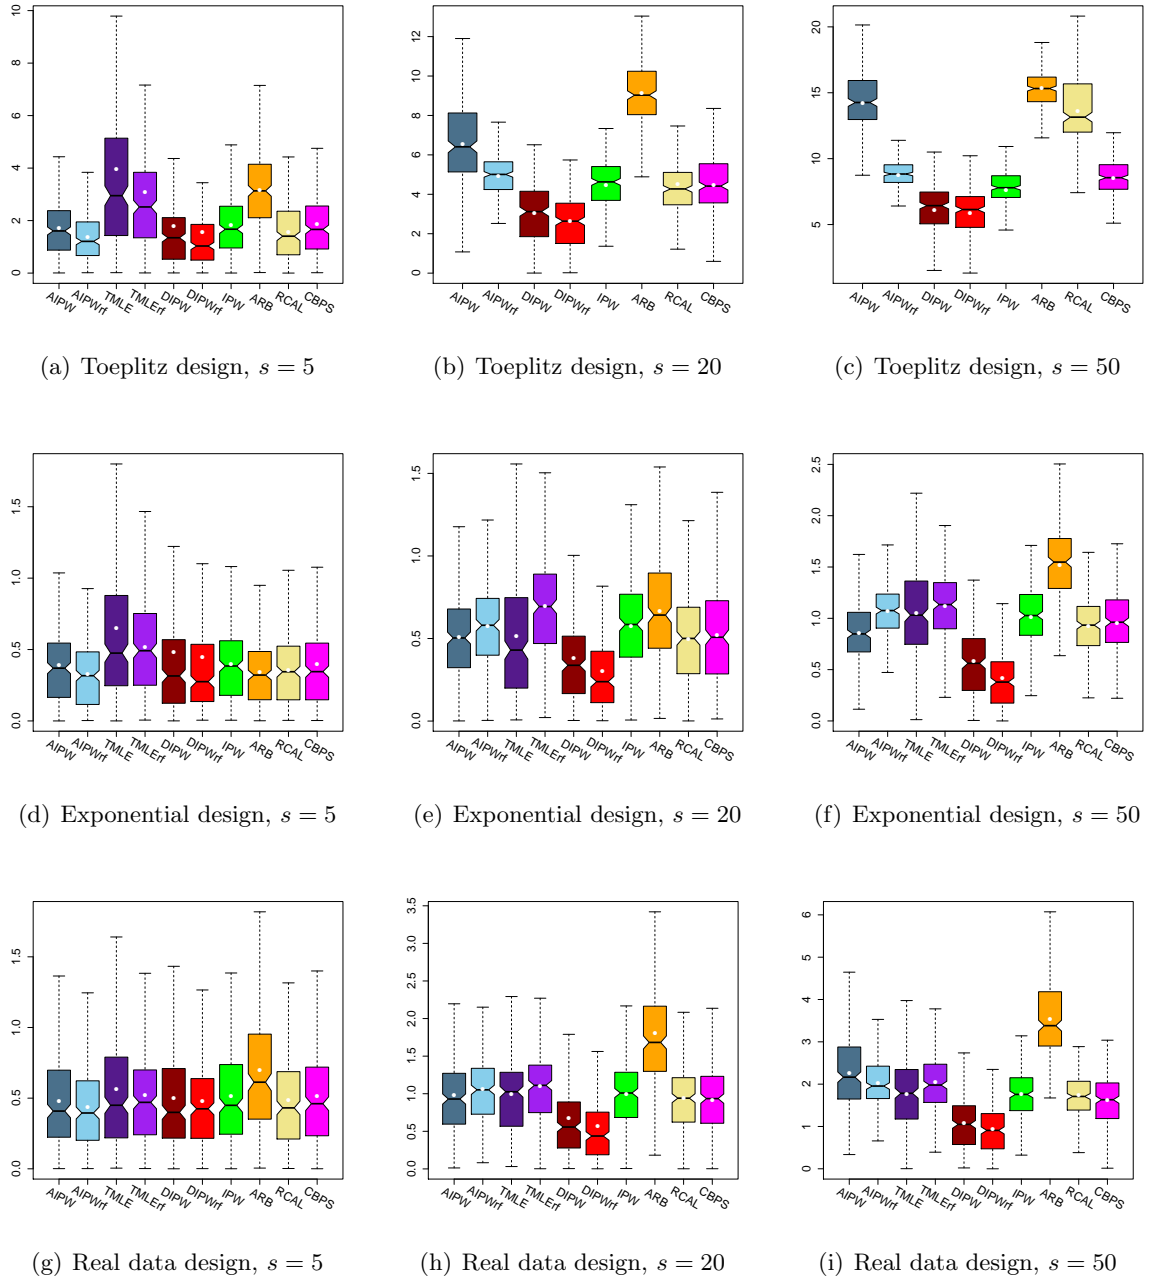 0 2 4 6 8 10
AIPW AIPWrf TMLE TMLErf DIPW DIPWrf IPW ARB RCAL CBPS
(a) Toeplitz design, s = 5
0 2 4 6 8 10 12
AIPW AIPWrf DIPW DIPWrf IPW ARB RCAL CBPS
(b) Toeplitz design, s = 20
5 10 15 20
AIPW AIPWrf DIPW DIPWrf IPW ARB RCAL CBPS
(c) Toeplitz design, s = 50
0.0 0.5 1.0 1.5
AIPW AIPWrf TMLE TMLErf DIPW DIPWrf IPW ARB RCAL CBPS
(d) Exponential design, s = 5
0.0 0.5 1.0 1.5
AIPW AIPWrf TMLE TMLErf DIPW DIPWrf IPW ARB RCAL CBPS
(e) Exponential design, s = 20
0.0 0.5 1.0 1.5 2.0 2.5
AIPW AIPWrf TMLE TMLErf DIPW DIPWrf IPW ARB RCAL CBPS
(f) Exponential design, s = 50
0.0 0.5 1.0 1.5
AIPW AIPWrf TMLE TMLErf DIPW DIPWrf IPW ARB RCAL CBPS
(g) Real data design, s = 5
0.0 0.5 1.0 1.5 2.0 2.5 3.0 3.5
AIPW AIPWrf TMLE TMLErf DIPW DIPWrf IPW ARB RCAL CBPS
(h) Real data design, s = 20
0 1 2 3 4 5 6
AIPW AIPWrf TMLE TMLErf DIPW DIPWrf IPW ARB RCAL CBPS
(i) Real data design, s = 50